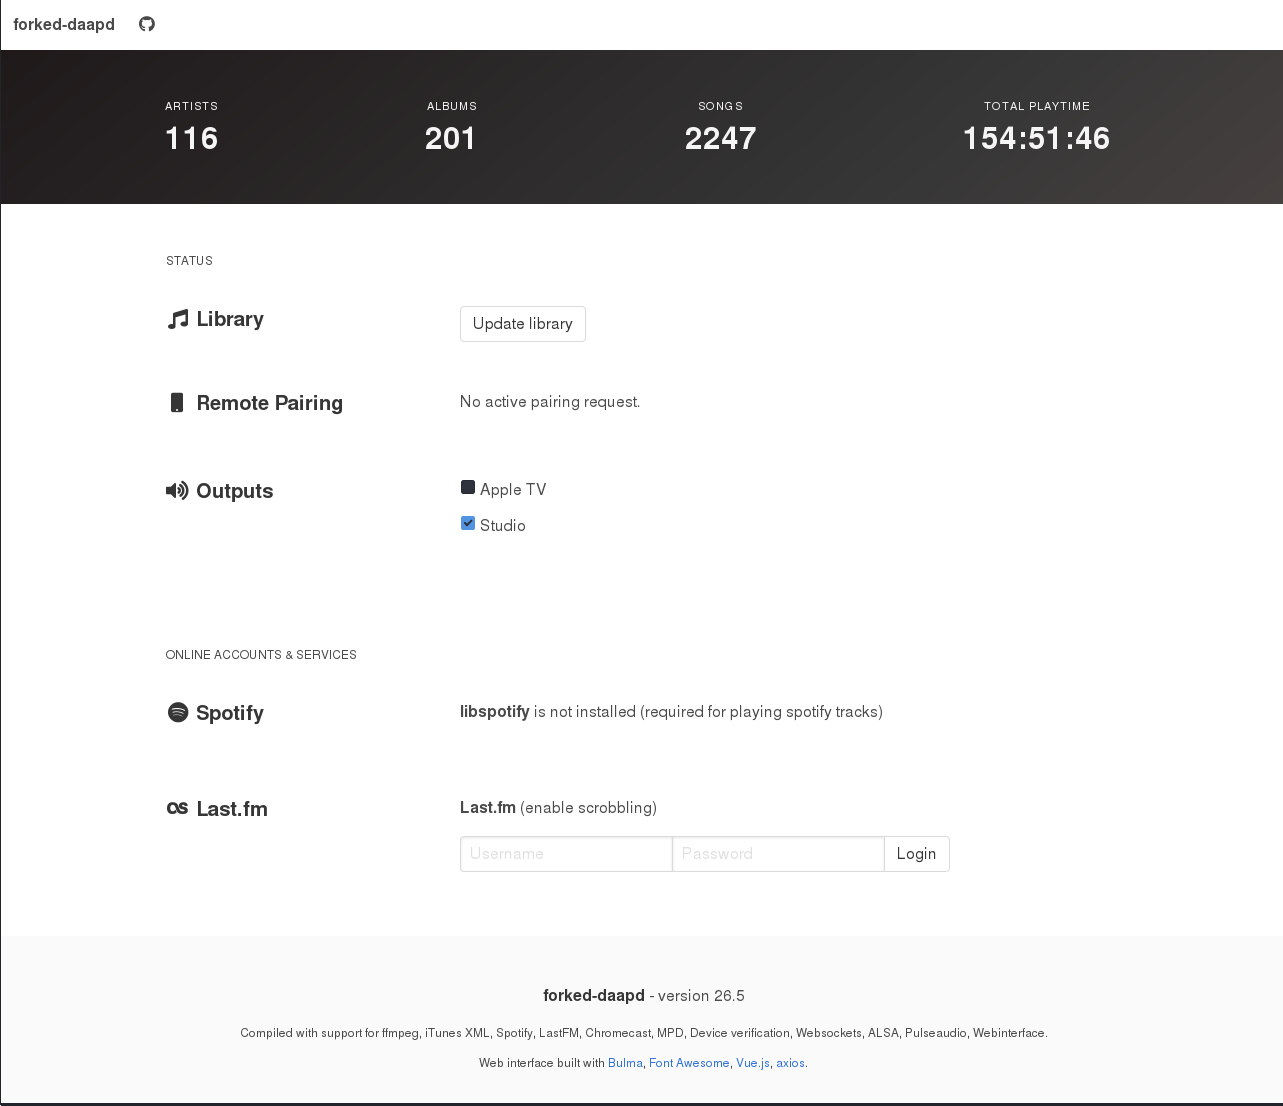 forked-daapd
ARTISTS
116
ALBUMS
201
SONGS
2247
TOTAL PLAYTIME
154:51:46
STATUS
Library
Update library
Remote Pairing
No active pairing request.
Outputs
Apple TV
Studio
ONLINE ACCOUNTS & SERVICES
Spotify
libspotify is not installed (required for playing spotify tracks)
Last.fm
Last.fm (enable scrobbling)
Username
Password
Login
forked-daapd - version 26.5
Compiled with support for ffmpeg, iTunes XML, Spotify, LastFM, Chromecast, MPD, Device verification, Websockets, ALSA, Pulseaudio, Webinterface.
Web interface built with Bulma, Font Awesome, Vue.js, axios.